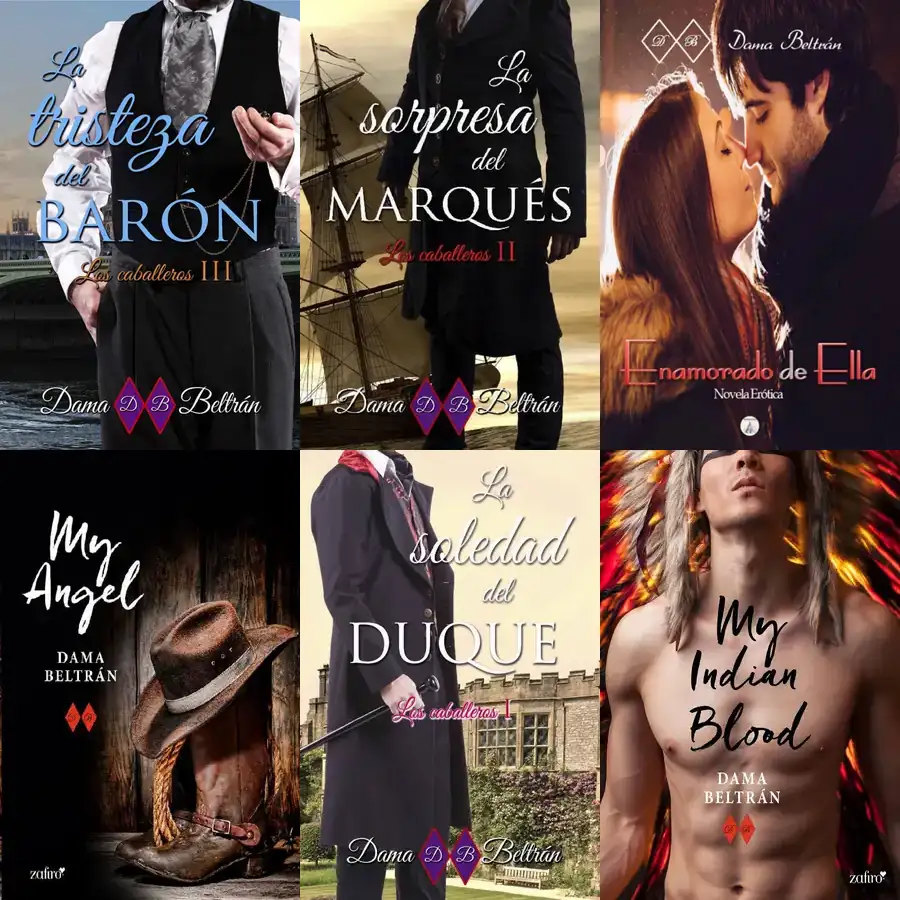 La
tristeza
del
BARÓN
Los caballeros III
Dama D B Beltrán
La
sorpresa
del
MARQUÉS
Los caballeros II
Dama D B Beltrán
D B Dama Beltrán
Enamorado de Ella
Novela Erótica
My
Angel
DAMA
BELTRÁN
D B
zafiro
La
soledad
del
DUQUE
Los caballeros I
Dama D B Beltrán
My
Indian
Blood
DAMA
BELTRÁN
D B
zafiro